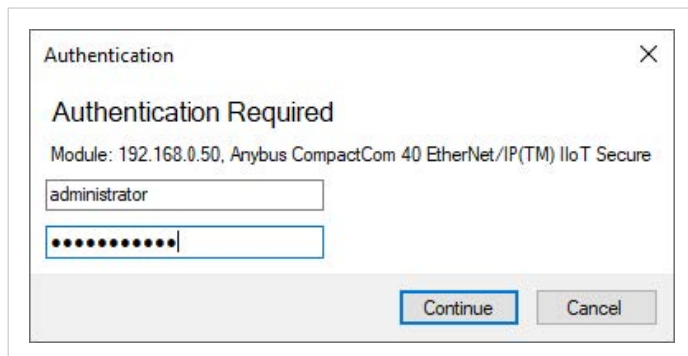 Authentication
Authentication Required
Module: 192.168.0.50, Anybus CompactCom 40 EtherNet/IP(TM) IIoT Secure
administrator
●●●●●●●●●●●
Continue Cancel